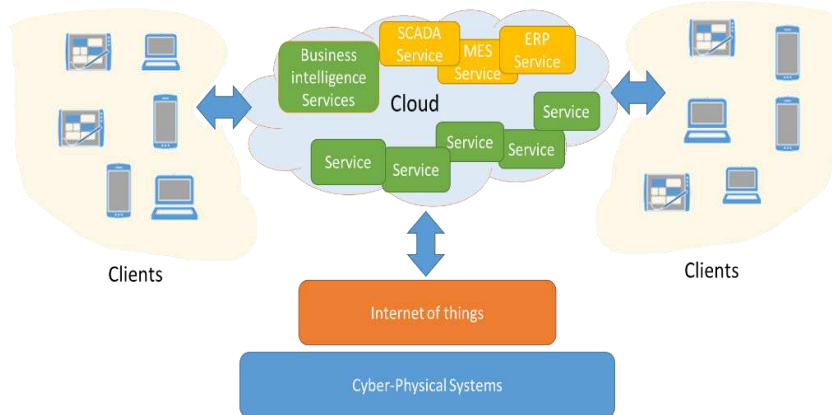 Business
intelligence
Services
SCADA
Service
MES
Service
ERP
Service
Cloud
Service
Service
Service
Service
Service
Clients
Clients
Internet of things
Cyber-Physical Systems